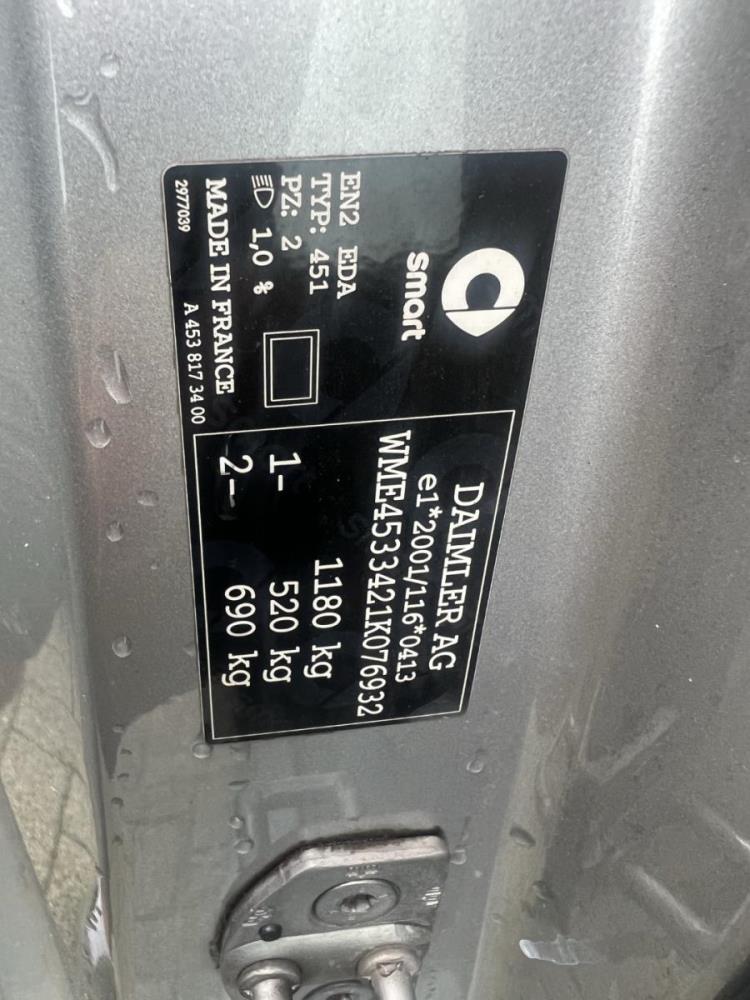 smart
EN2 EDA
TYP: 451
PZ: 2
1,0 %
MADE IN FRANCE
2977039
A 453 817 34 00
DAIMLER AG
e1*2001/116*0413
WME4533421K076932
1180 kg
1- 520 kg
2- 690 kg